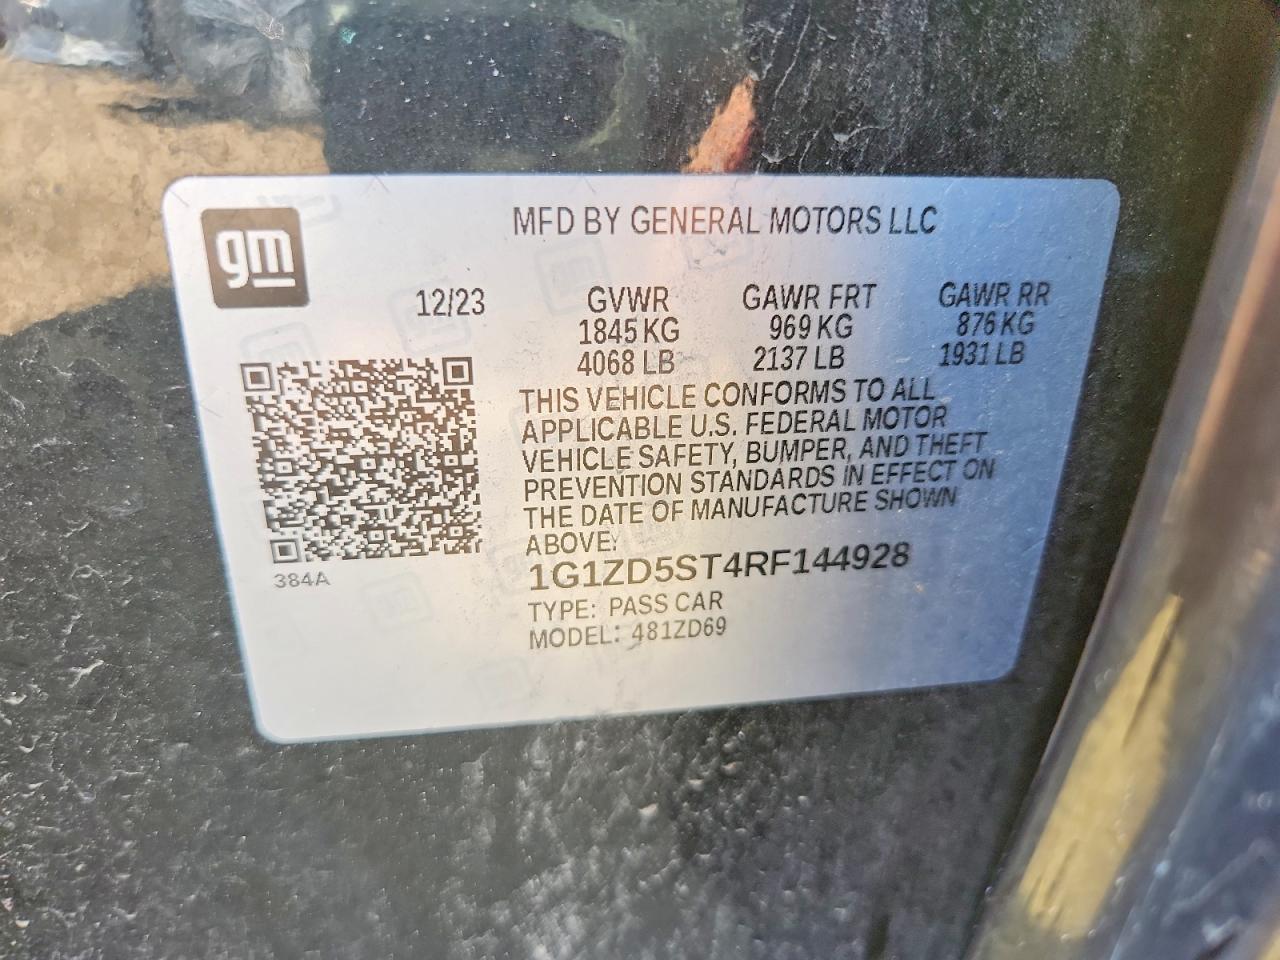 gm
MFD BY GENERAL MOTORS LLC
12/23 GVWR GAWR FRT GAWR RR
1845 KG 969 KG 876 KG
4068 LB 2137 LB 1931 LB
THIS VEHICLE CONFORMS TO ALL
APPLICABLE U.S. FEDERAL MOTOR
VEHICLE SAFETY, BUMPER, AND THEFT
PREVENTION STANDARDS IN EFFECT ON
THE DATE OF MANUFACTURE SHOWN
ABOVE:
1G1ZD5ST4RF144928
384A
TYPE: PASS CAR
MODEL: 481ZD69